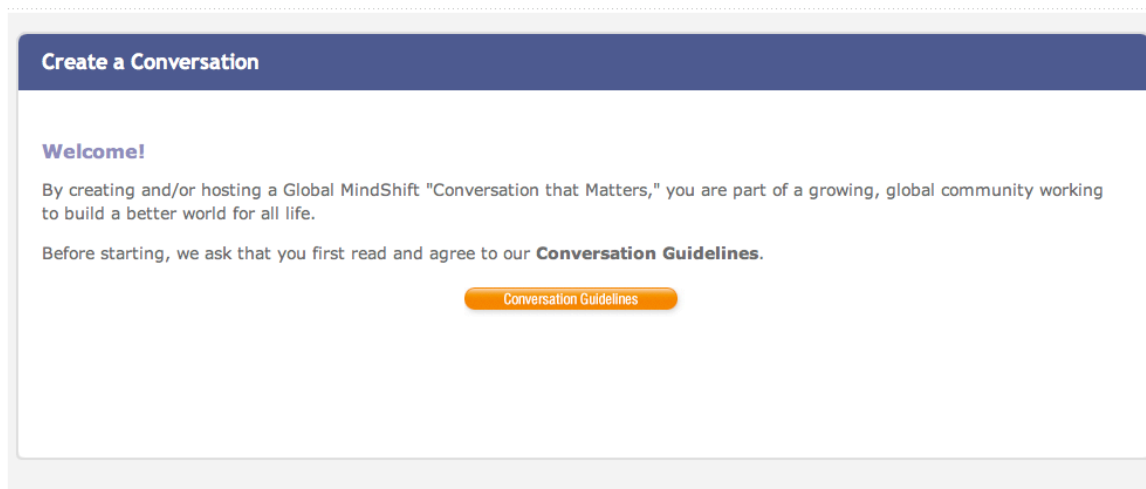 Create a Conversation
Welcome!
By creating and/or hosting a Global MindShift "Conversation that Matters," you are part of a growing, global community working
to build a better world for all life.
Before starting, we ask that you first read and agree to our Conversation Guidelines.
Conversation Guidelines